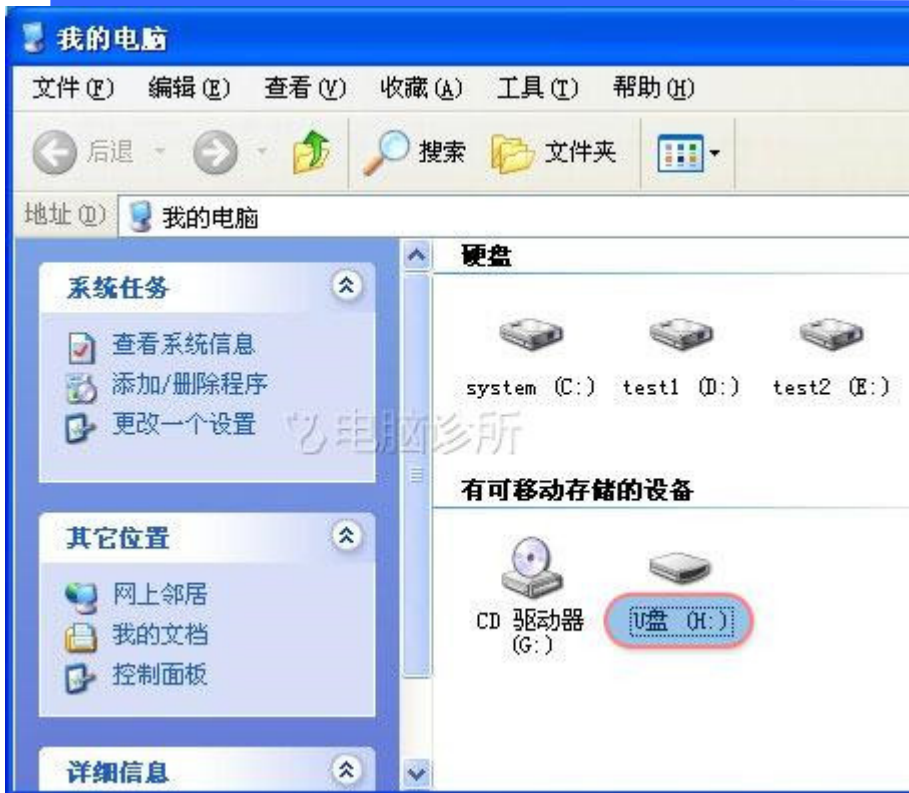 我的电脑
文件(F) 编辑(E) 查看(V) 收藏(A) 工具(T) 帮助(H)
后退 搜索 文件夹
地址(D) 我的电脑
系统任务
查看系统信息
添加/删除程序
更改一个设置
其它位置
网上邻居
我的文档
控制面板
详细信息
硬盘
system (C:) test1 (D:) test2 (E:)
电脑诊所
有可移动存储的设备
CD 驱动器
(G:)
U盘 (H:)